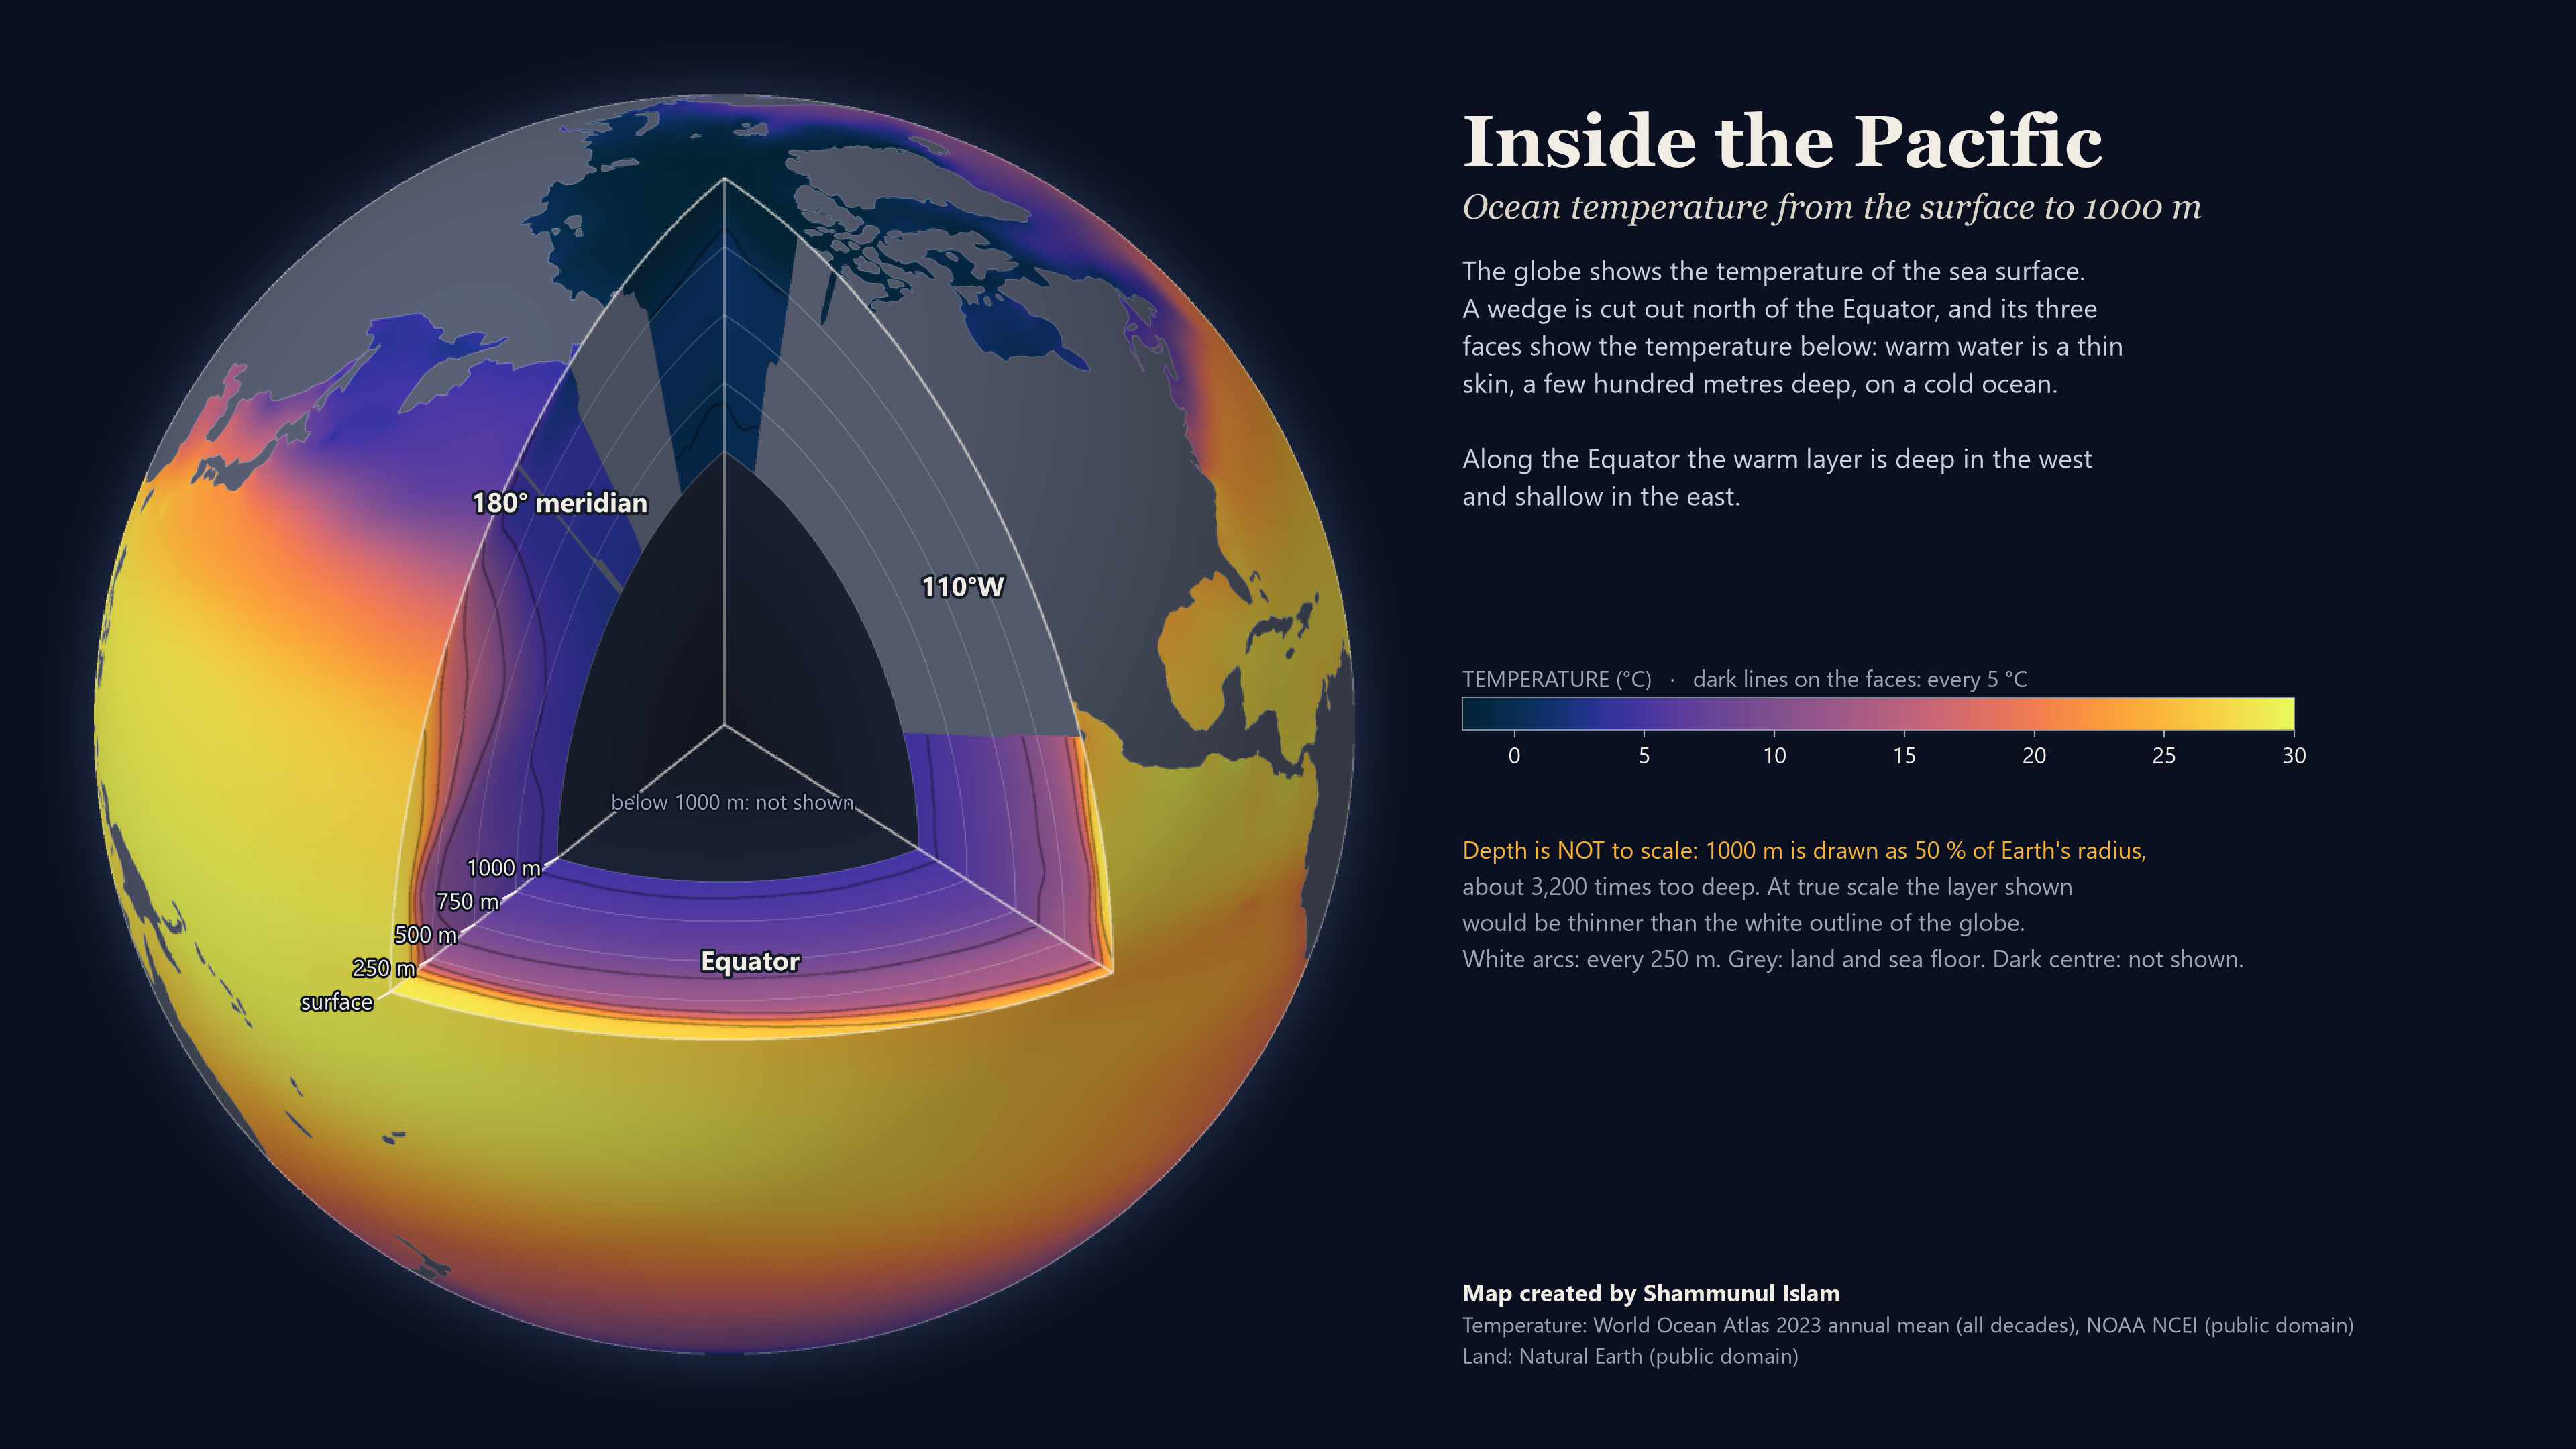 Inside the Pacific
Ocean temperature from the surface to 1000 m
The globe shows the temperature of the sea surface.
A wedge is cut out north of the Equator, and its three
faces show the temperature below: warm water is a thin
skin, a few hundred metres deep, on a cold ocean.
Along the Equator the warm layer is deep in the west
and shallow in the east.
180° meridian
110°W
below 1000 m: not shown
1000 m
750 m
500 m
250 m
surface
Equator
TEMPERATURE (°C) · dark lines on the faces: every 5 °C
0 5 10 15 20 25 30
Depth is NOT to scale: 1000 m is drawn as 50 % of Earth's radius,
about 3,200 times too deep. At true scale the layer shown
would be thinner than the white outline of the globe.
White arcs: every 250 m. Grey: land and sea floor. Dark centre: not shown.
Map created by Shammunul Islam
Temperature: World Ocean Atlas 2023 annual mean (all decades), NOAA NCEI (public domain)
Land: Natural Earth (public domain)